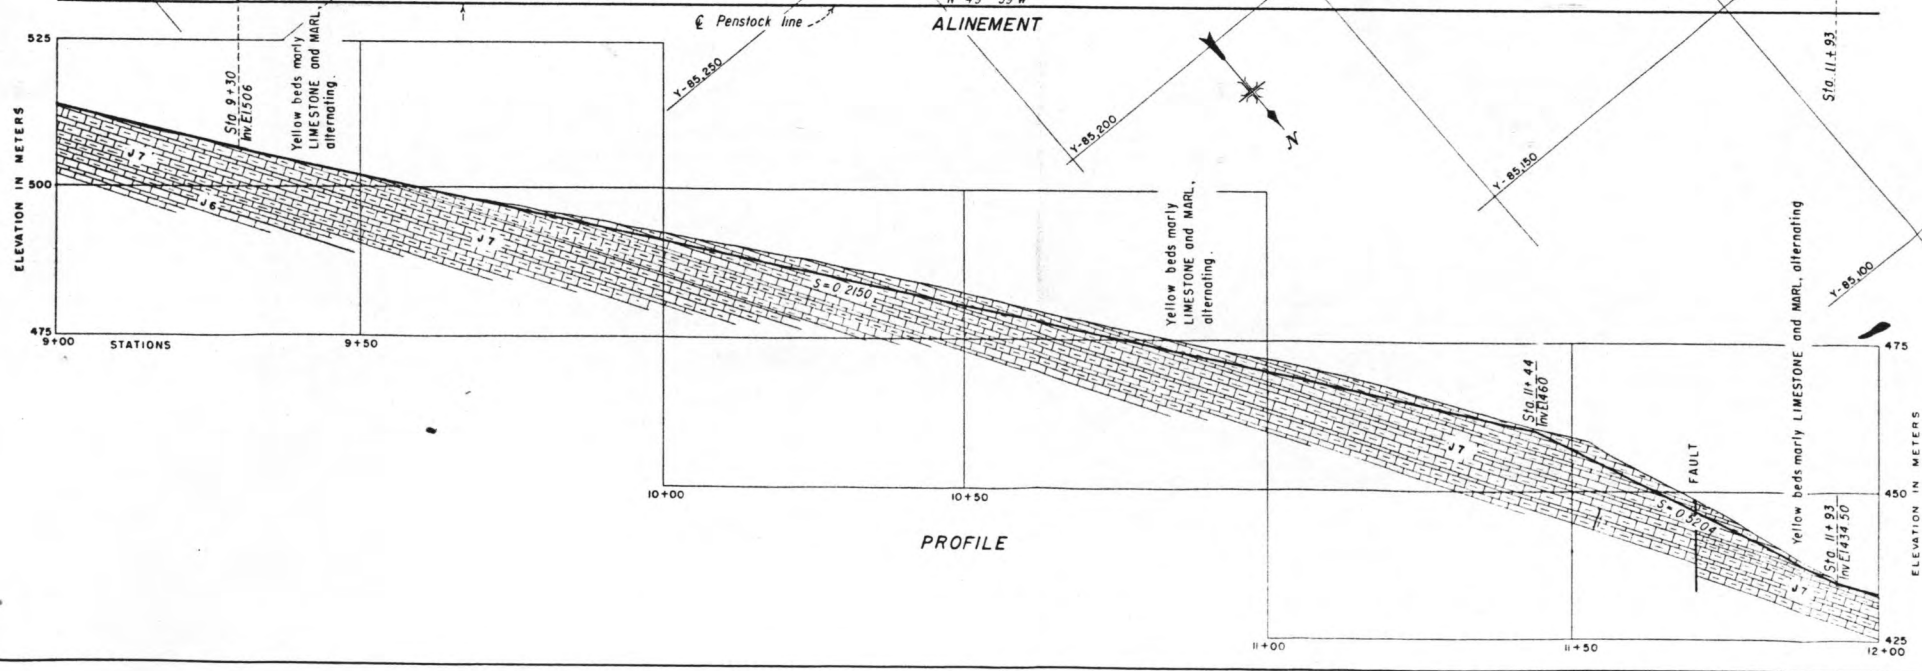 ℄ Penstock line
ALINEMENT
525
500
475
ELEVATION IN METERS
Sta. 9+30
Inv El 506
Yellow beds marly
LIMESTONE and MARL,
alternating.
Y-85,250
Y-85,200
N
Y-85,150
Y-85,100
Sta. 11+93
J7
J6
J7
S=0.2150
Yellow beds marly
LIMESTONE and MARL,
alternating.
9+00
STATIONS
9+50
10+00
10+50
PROFILE
Sta. 11+44
Inv El 460
J7
FAULT
S=0.5204
Yellow beds marly LIMESTONE and MARL, alternating
Sta. 11+93
Inv El 434.50
J7
475
450
425
ELEVATION IN METERS
11+00
11+50
12+00